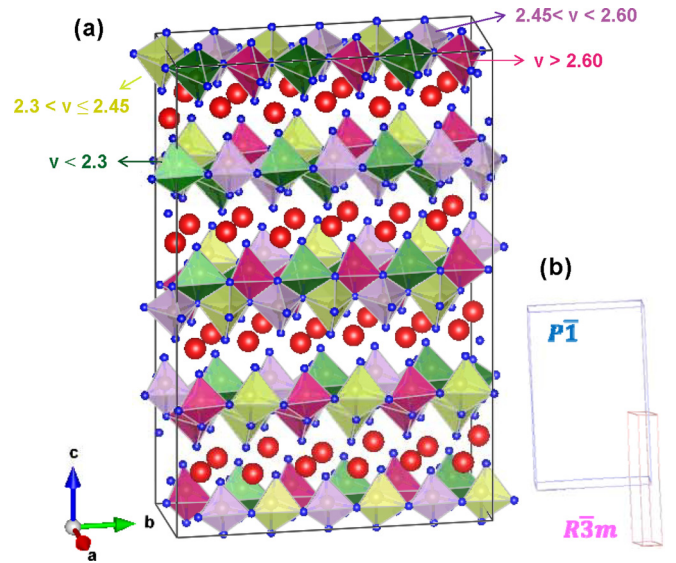 (a)
2.45< v < 2.60
v > 2.60
2.3 < v ≤ 2.45
v < 2.3
(b)
P1̅
R3̅m
c
b
a